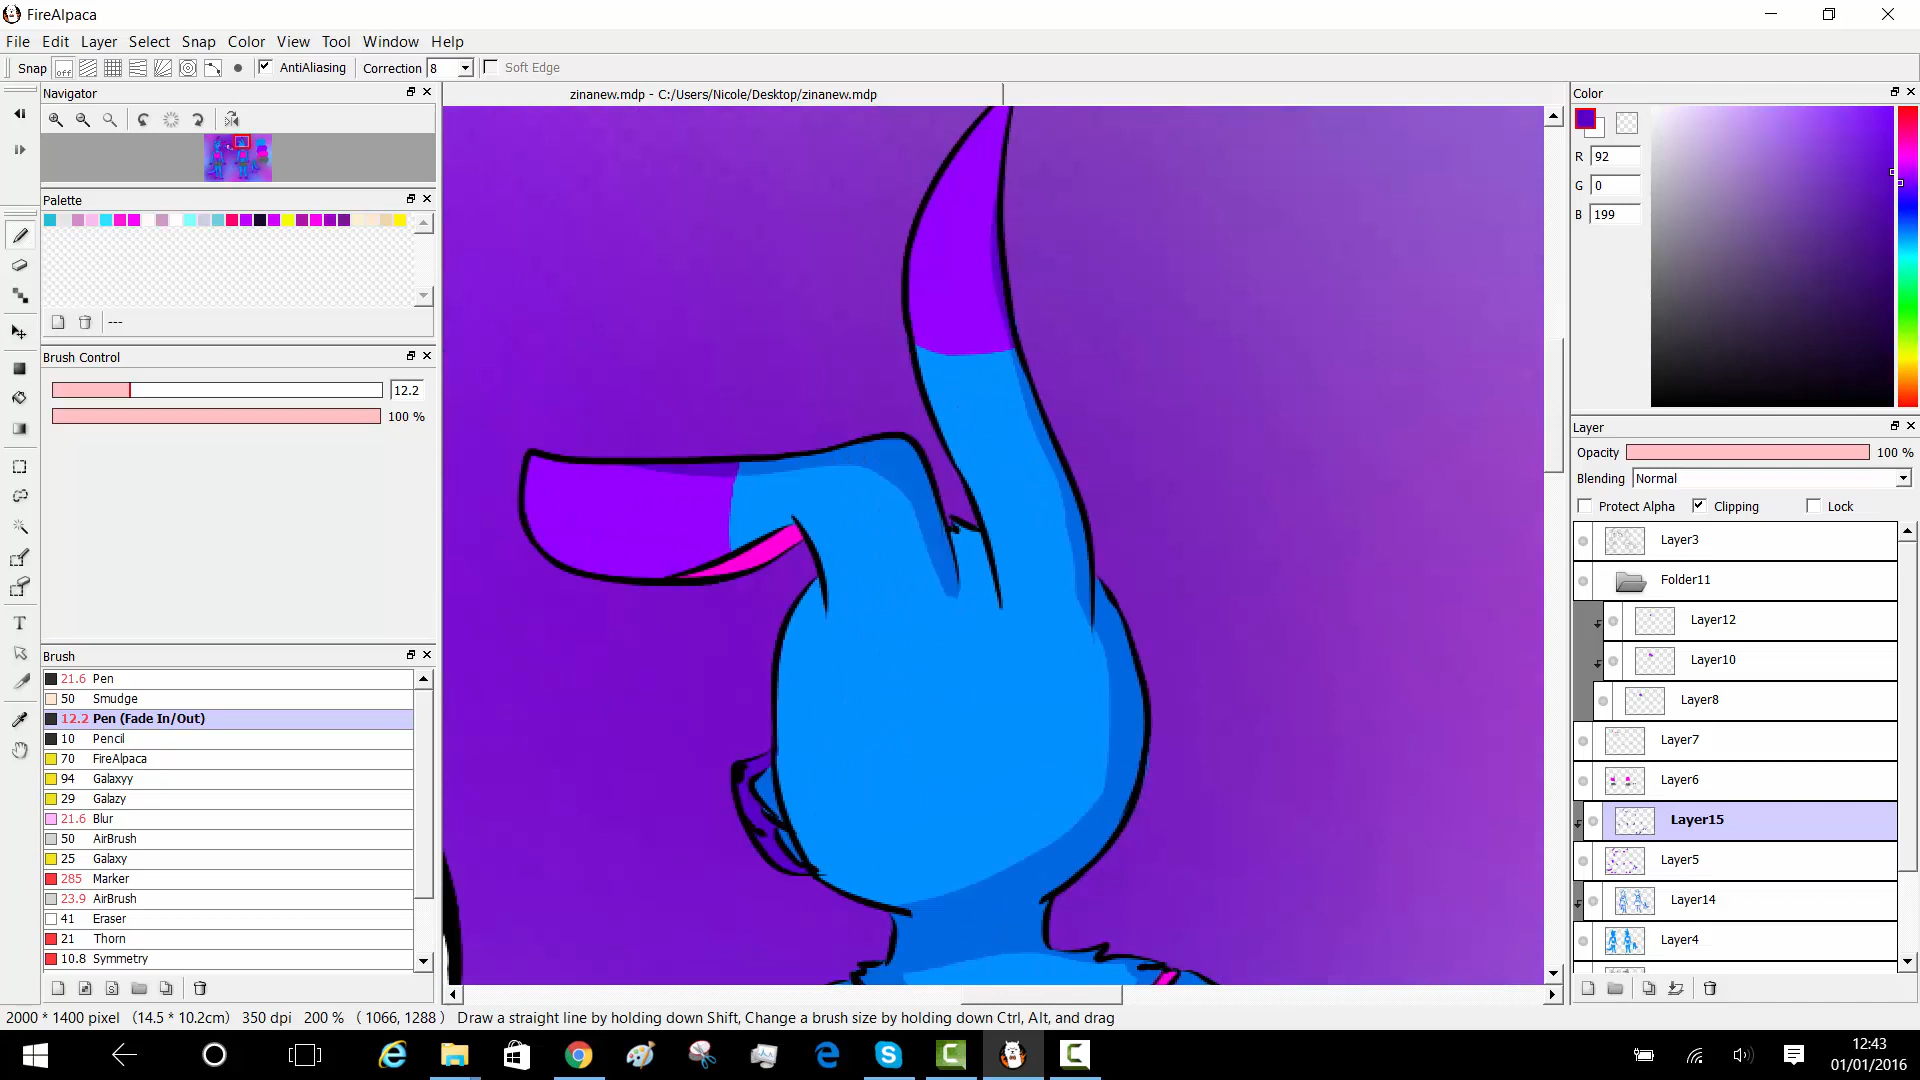 FireAlpaca
File Edit Layer Select Snap Color View Tool Window Help
Snap off AntiAliasing Correction 8 Soft Edge
Navigator
zinanew.mdp - C:/Users/Nicole/Desktop/zinanew.mdp
Color
R 92
G 0
B 199
Palette
---
Brush Control
12.2
100 %
Brush
21.6 Pen
50 Smudge
12.2 Pen (Fade In/Out)
10 Pencil
70 FireAlpaca
94 Galaxyy
29 Galazy
21.6 Blur
50 AirBrush
25 Galaxy
285 Marker
23.9 AirBrush
41 Eraser
21 Thorn
10.8 Symmetry
Layer
Opacity 100 %
Blending Normal
Protect Alpha Clipping Lock
Layer3
Folder11
Layer12
Layer10
Layer8
Layer7
Layer6
Layer15
Layer5
Layer14
Layer4
2000 * 1400 pixel (14.5 * 10.2cm) 350 dpi 200 % ( 1066, 1288 ) Draw a straight line by holding down Shift, Change a brush size by holding down Ctrl, Alt, and drag
12:43
01/01/2016